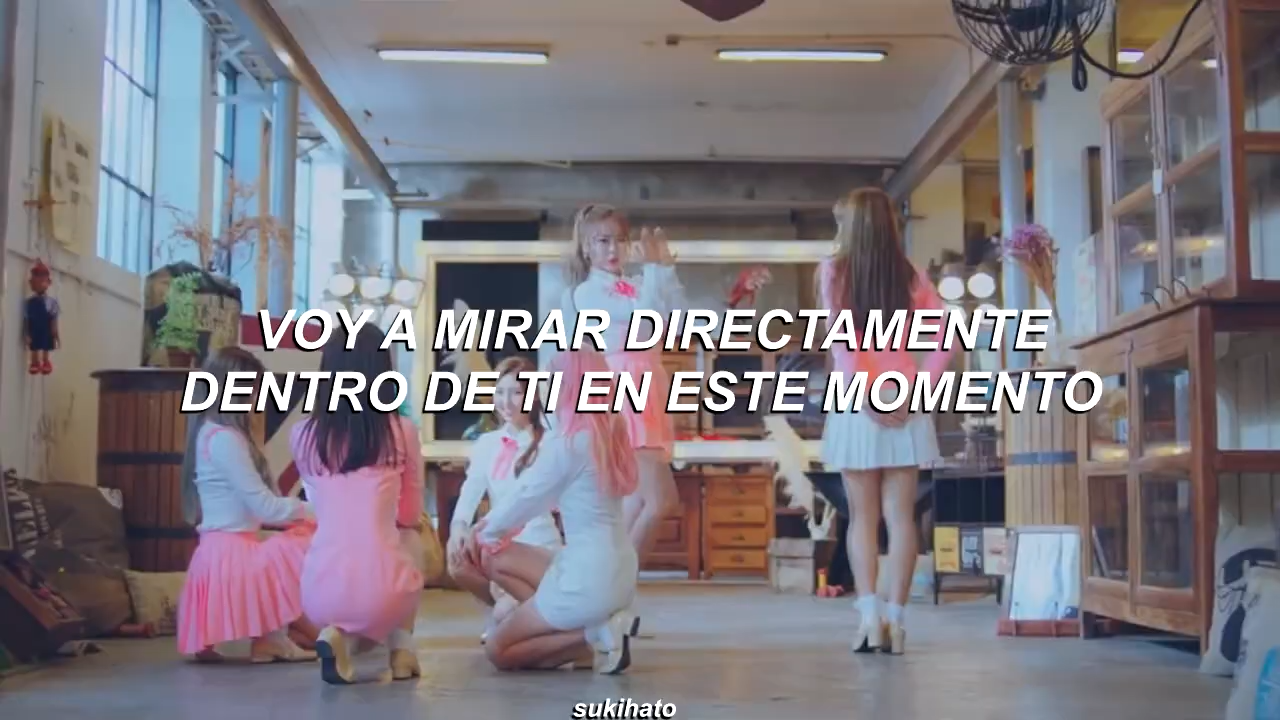 VOY A MIRAR DIRECTAMENTE
DENTRO DE TI EN ESTE MOMENTO
sukihato